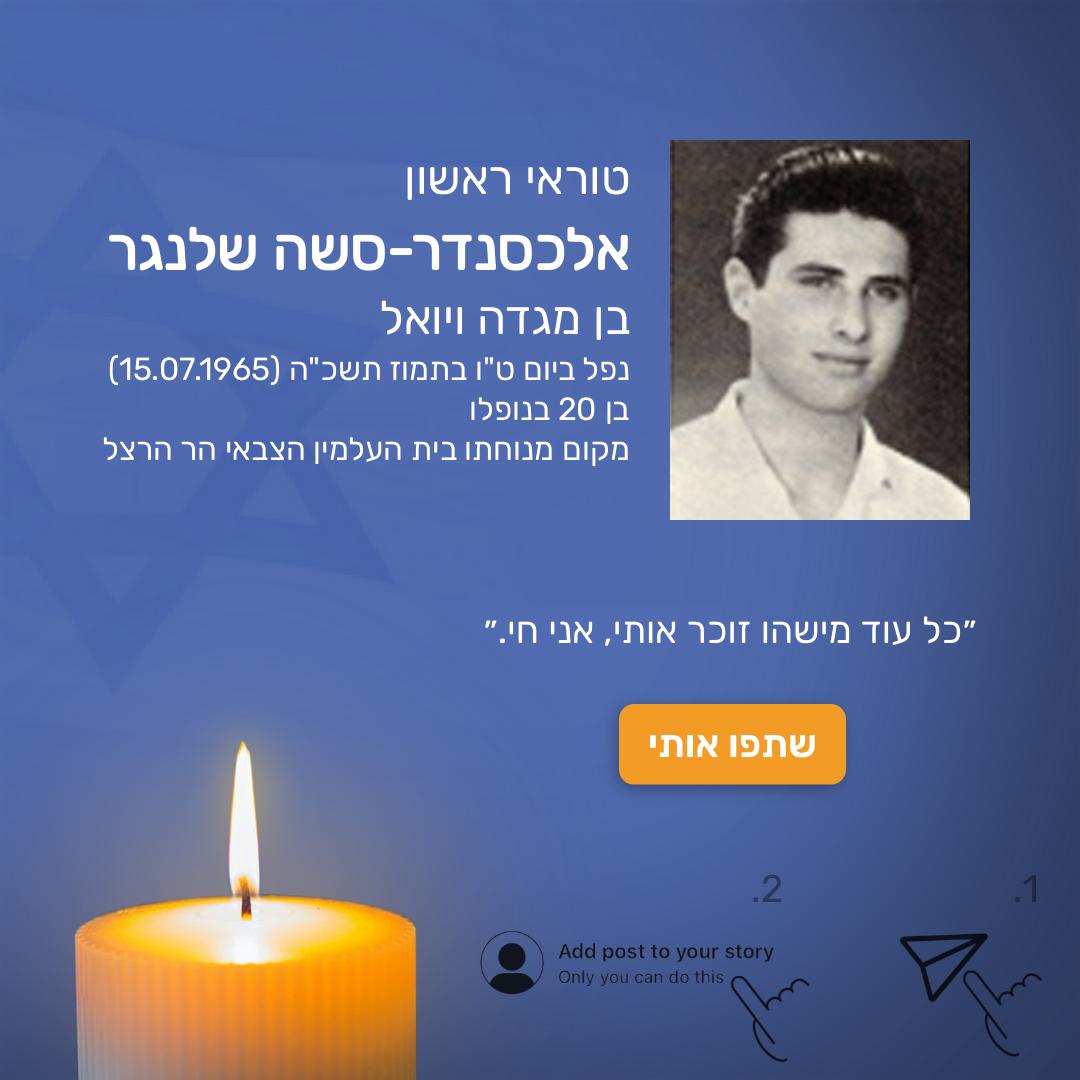 טוראי ראשון
אלכסנדר-סשה שלנגר
בן מגדה ויואל
נפל ביום ט"ו בתמוז תשכ"ה (15.07.1965)
בן 20 בנופלו
מקום מנוחתו בית העלמין הצבאי הר הרצל
״כל עוד מישהו זוכר אותי, אני חי.״
שתפו אותי
.1
.2
Add post to your story
Only you can do this